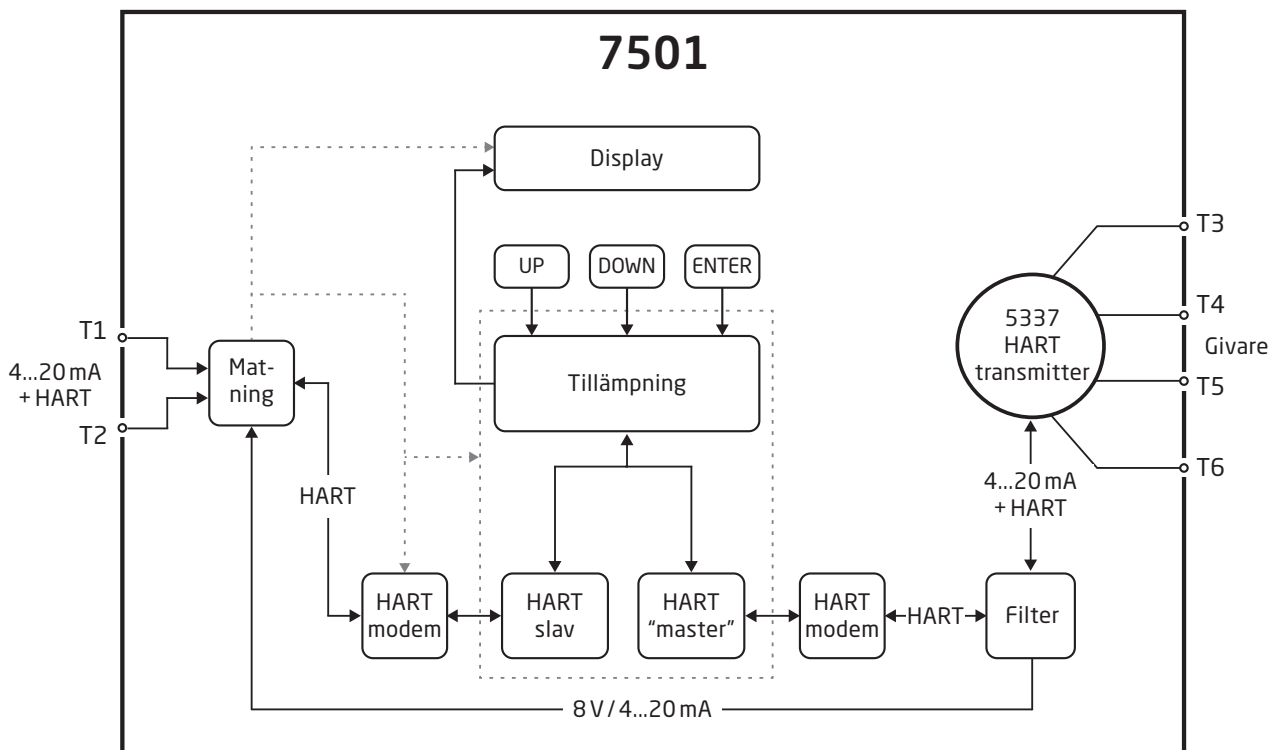 7501
Display
UP
DOWN
ENTER
T1
4...20 mA
+ HART
T2
Mat-
ning
Tillämpning
5337
HART
transmitter
T3
T4
Givare
T5
T6
HART
4...20 mA
+ HART
HART
modem
HART
slav
HART
“master”
HART
modem
HART
Filter
8 V / 4...20 mA